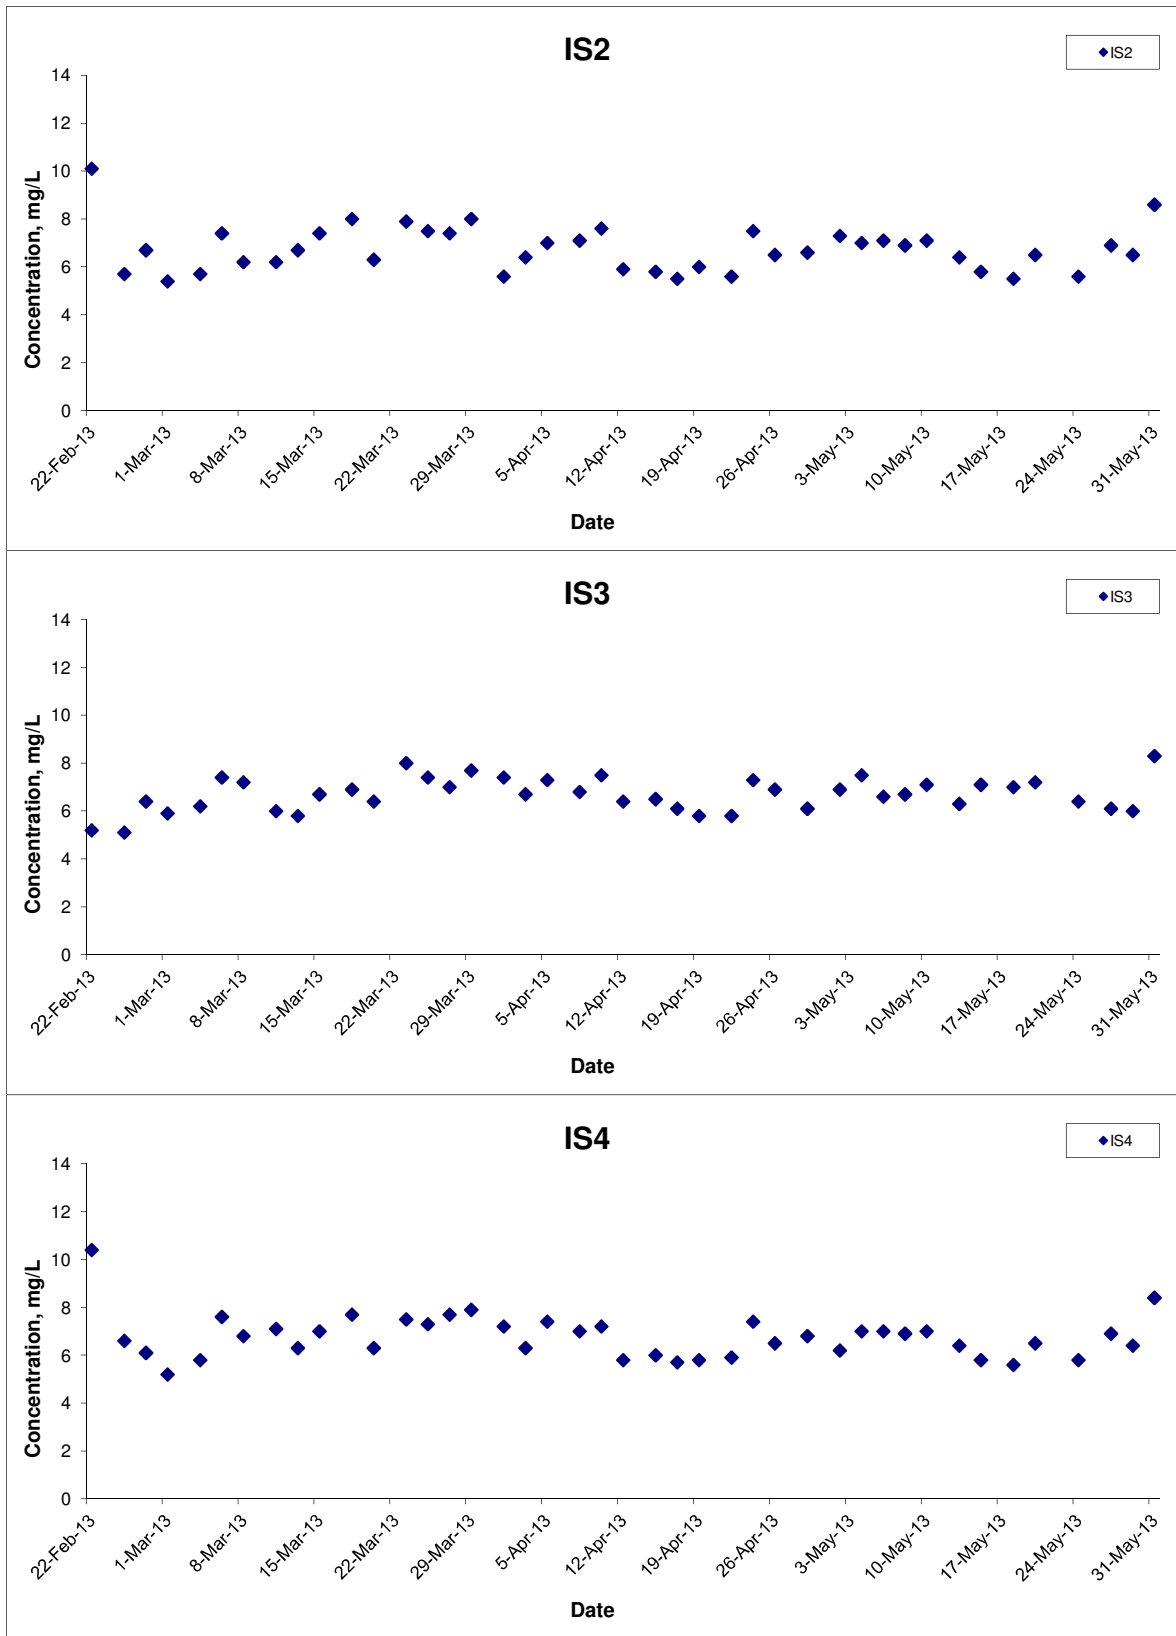 IS2
IS2
Concentration, mg/L
14
12
10
8
6
4
2
0
22-Feb-13
1-Mar-13
8-Mar-13
15-Mar-13
22-Mar-13
29-Mar-13
5-Apr-13
12-Apr-13
19-Apr-13
26-Apr-13
3-May-13
10-May-13
17-May-13
24-May-13
31-May-13
Date
IS3
IS3
Concentration, mg/L
14
12
10
8
6
4
2
0
22-Feb-13
1-Mar-13
8-Mar-13
15-Mar-13
22-Mar-13
29-Mar-13
5-Apr-13
12-Apr-13
19-Apr-13
26-Apr-13
3-May-13
10-May-13
17-May-13
24-May-13
31-May-13
Date
IS4
IS4
Concentration, mg/L
14
12
10
8
6
4
2
0
22-Feb-13
1-Mar-13
8-Mar-13
15-Mar-13
22-Mar-13
29-Mar-13
5-Apr-13
12-Apr-13
19-Apr-13
26-Apr-13
3-May-13
10-May-13
17-May-13
24-May-13
31-May-13
Date